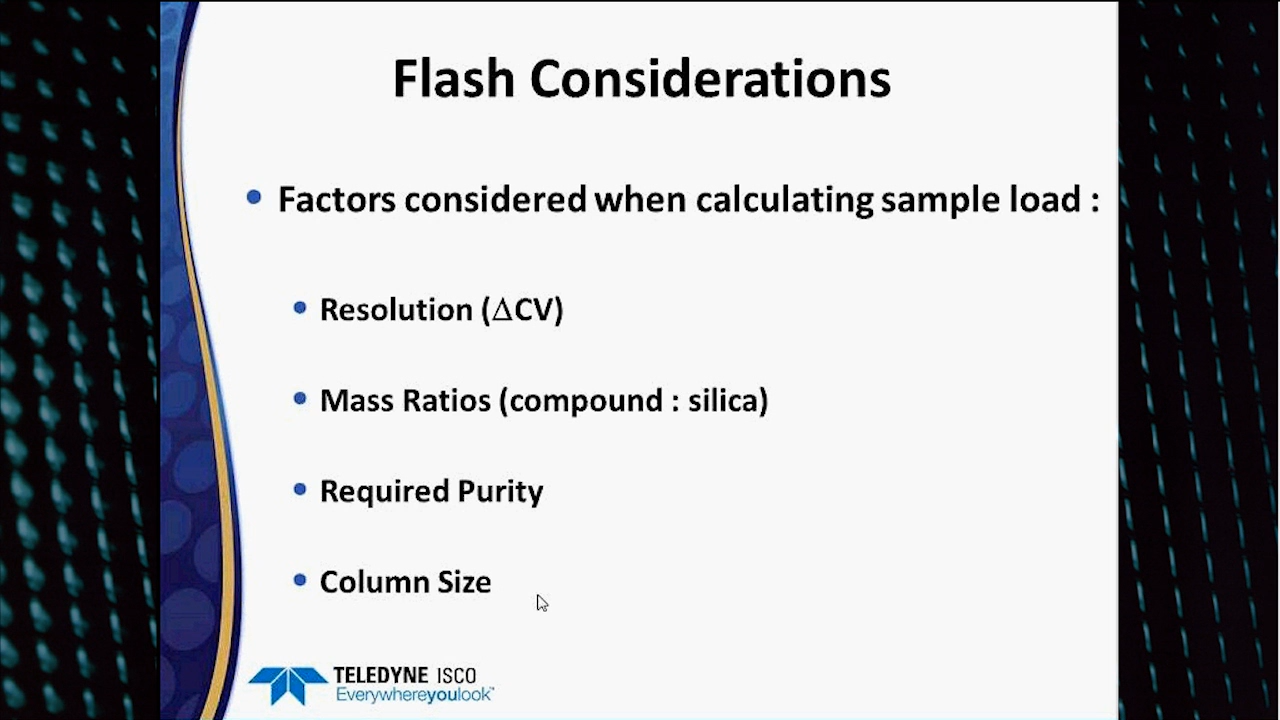 Flash Considerations
• Factors considered when calculating sample load :
• Resolution (ΔCV)
• Mass Ratios (compound : silica)
• Required Purity
• Column Size
TELEDYNE ISCO
Everywhereyoulook™